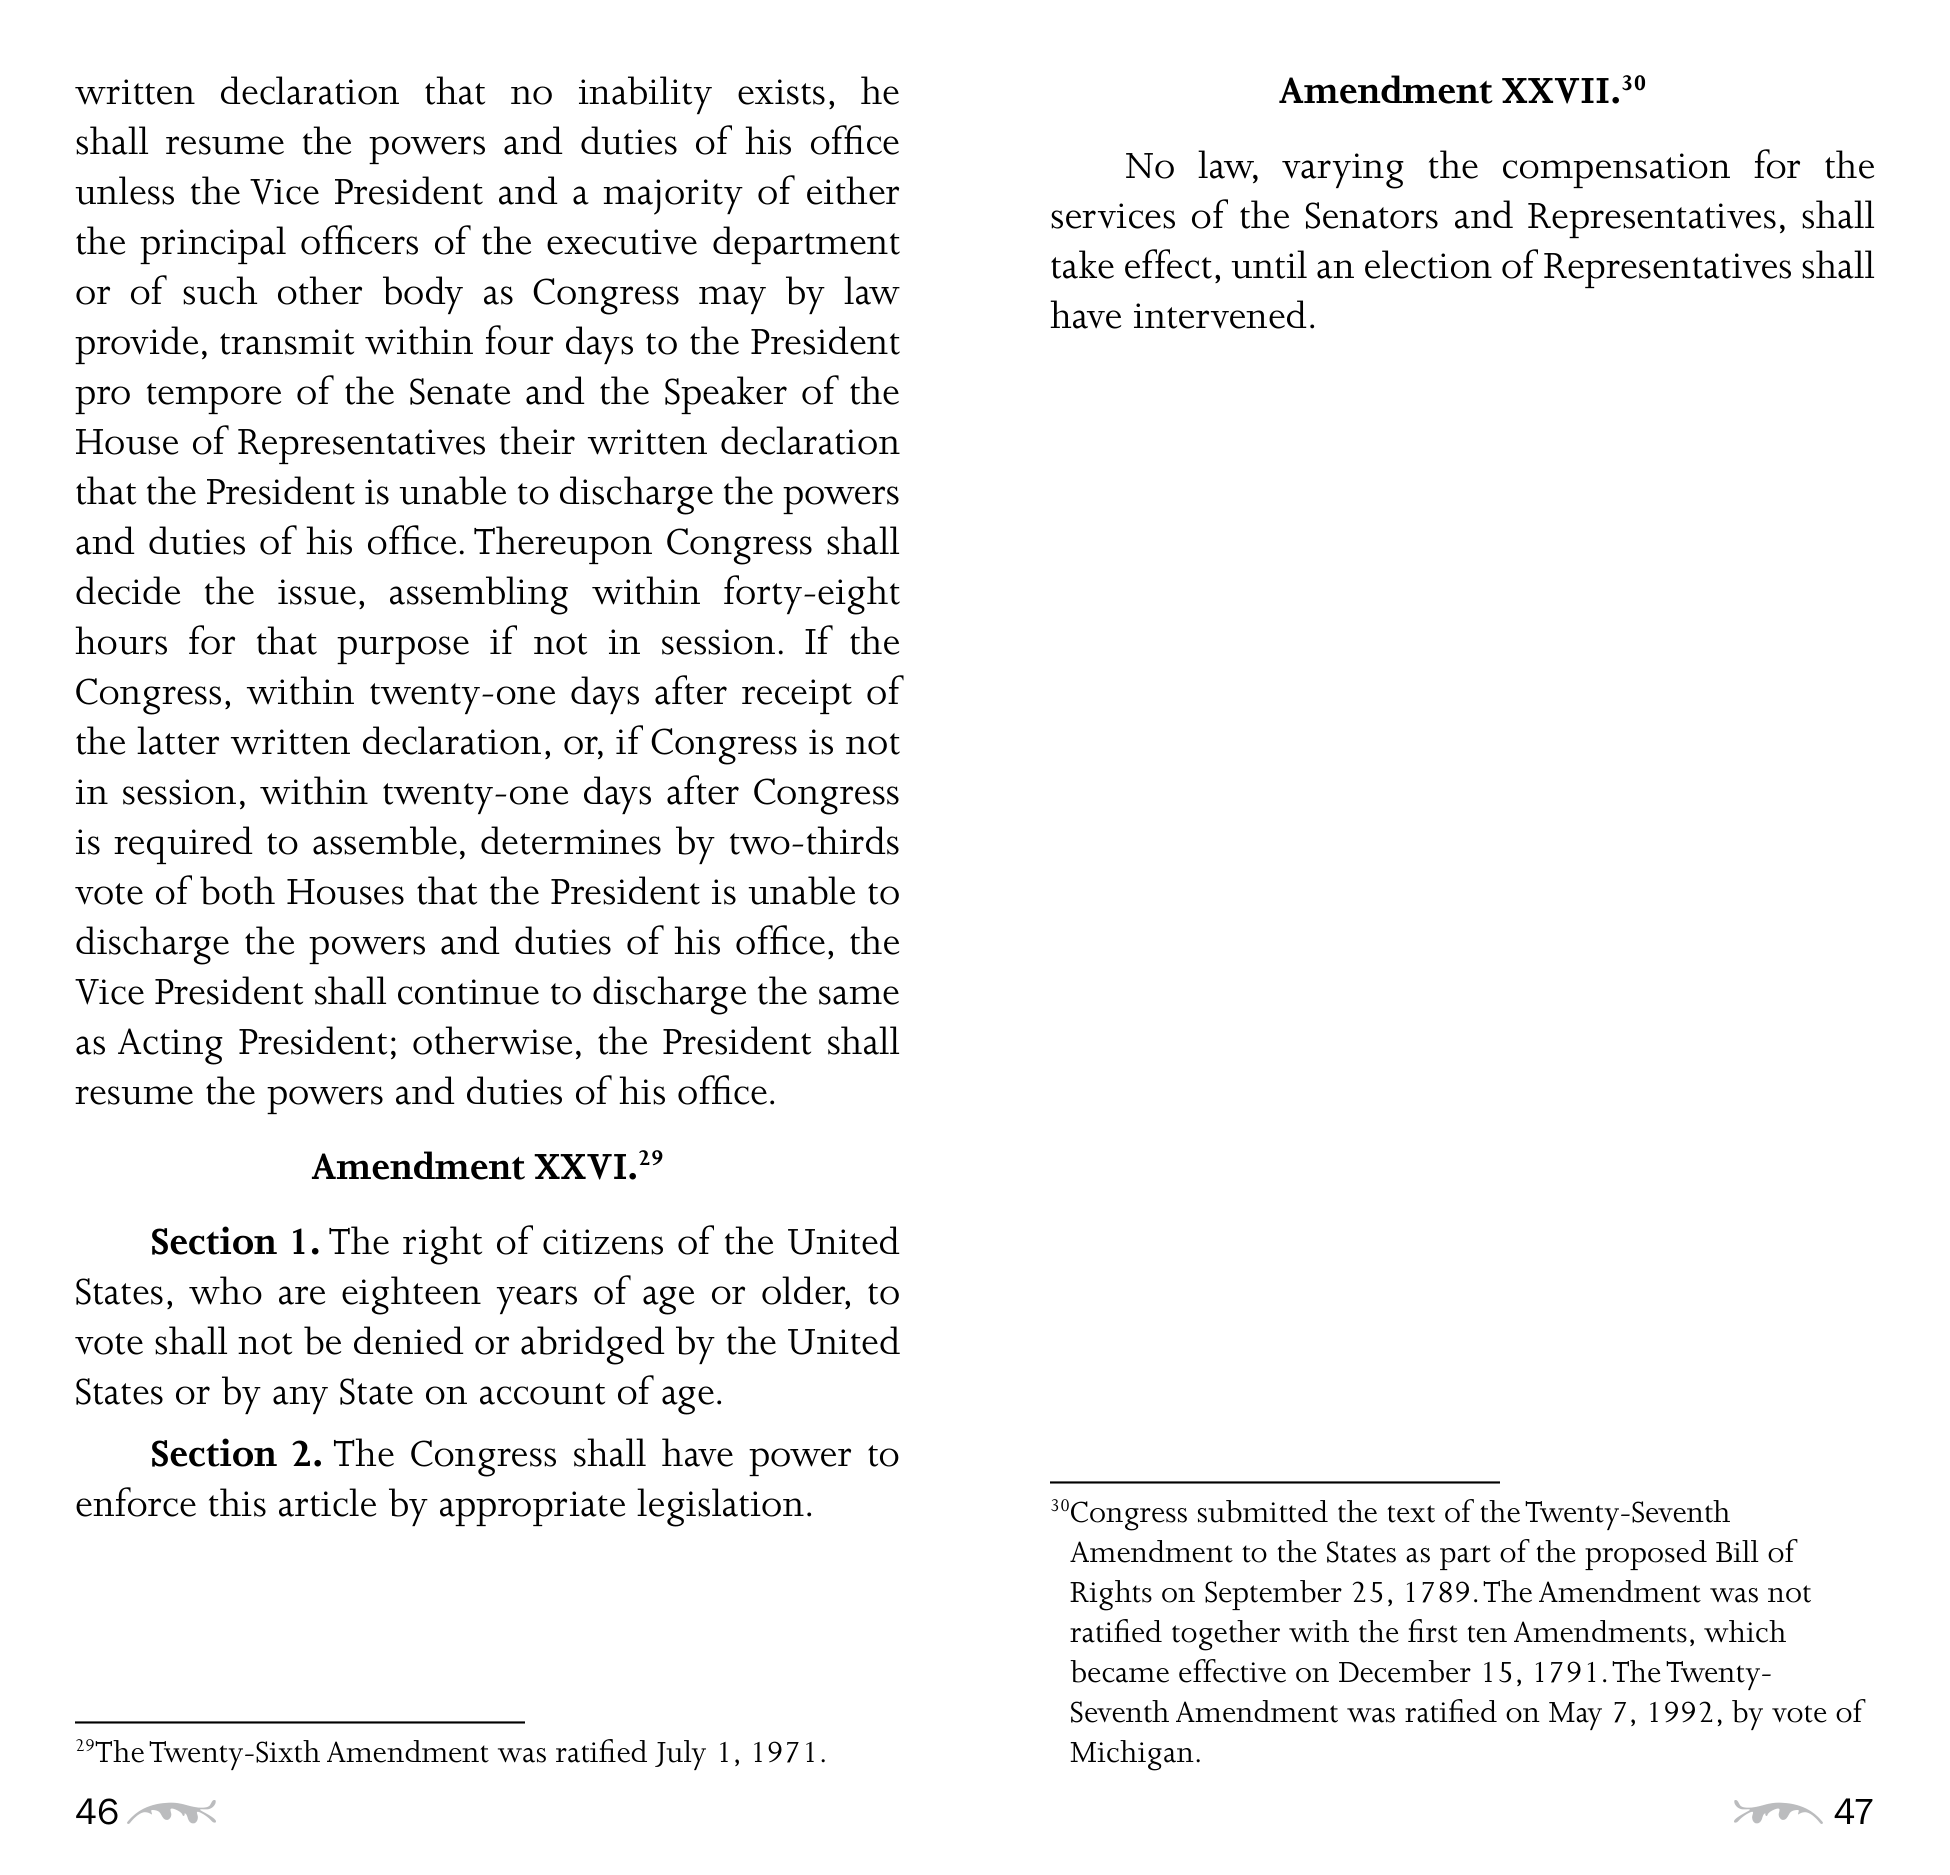 written declaration that no inability exists, he
shall resume the powers and duties of his office
unless the Vice President and a majority of either
the principal officers of the executive department
or of such other body as Congress may by law
provide, transmit within four days to the President
pro tempore of the Senate and the Speaker of the
House of Representatives their written declaration
that the President is unable to discharge the powers
and duties of his office. Thereupon Congress shall
decide the issue, assembling within forty-eight
hours for that purpose if not in session. If the
Congress, within twenty-one days after receipt of
the latter written declaration, or, if Congress is not
in session, within twenty-one days after Congress
is required to assemble, determines by two-thirds
vote of both Houses that the President is unable to
discharge the powers and duties of his office, the
Vice President shall continue to discharge the same
as Acting President; otherwise, the President shall
resume the powers and duties of his office.
Amendment XXVI.29
Section 1. The right of citizens of the United
States, who are eighteen years of age or older, to
vote shall not be denied or abridged by the United
States or by any State on account of age.
Section 2. The Congress shall have power to
enforce this article by appropriate legislation.
29The Twenty-Sixth Amendment was ratified July 1, 1971.
46
Amendment XXVII.30
No law, varying the compensation for the
services of the Senators and Representatives, shall
take effect, until an election of Representatives shall
have intervened.
30Congress submitted the text of the Twenty-Seventh
Amendment to the States as part of the proposed Bill of
Rights on September 25, 1789. The Amendment was not
ratified together with the first ten Amendments, which
became effective on December 15, 1791. The Twenty-
Seventh Amendment was ratified on May 7, 1992, by vote of
Michigan.
47